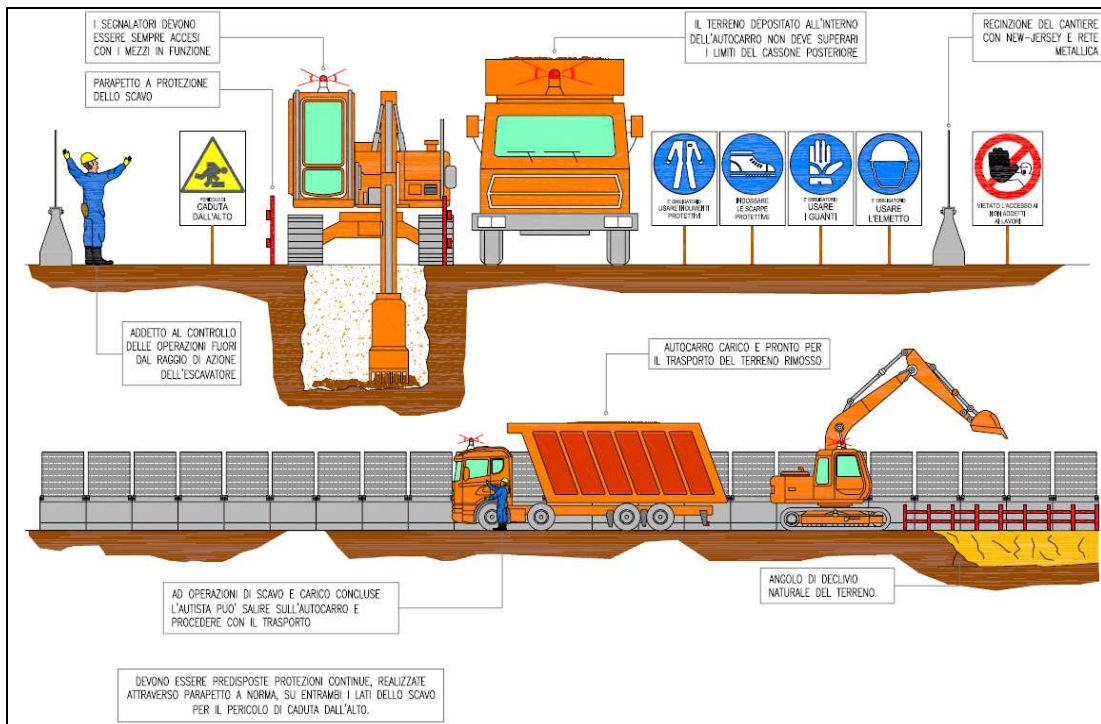 I SEGNALATORI DEVONO
ESSERE SEMPRE ACCESI
CON I MEZZI IN FUNZIONE
IL TERRENO DEPOSITATO ALL'INTERNO
DELL'AUTOCARRO NON DEVE SUPERARI
I LIMITI DEL CASSONE POSTERIORE
RECINZIONE DEL CANTIERE
CON NEW-JERSEY E RETE
METALLICA
PARAPETTO A PROTEZIONE
DELLO SCAVO
PERICOLO DI
CADUTA
DALL'ALTO
E' OBBLIGATORIO
USARE INDUMENTI
PROTETTIVI
INDOSSARE
LE SCARPE
PROTETTIVE
E' OBBLIGATORIO
USARE
I GUANTI
E' OBBLIGATORIO
USARE
L'ELMETTO
VIETATO L'ACCESSO AI
NON ADDETTI
AI LAVORI
ADDETTO AL CONTROLLO
DELLE OPERAZIONI FUORI
DAL RAGGIO DI AZIONE
DELL'ESCAVATORE
AUTOCARRO CARICO E PRONTO PER
IL TRASPORTO DEL TERRENO RIMOSSO
AD OPERAZIONI DI SCAVO E CARICO CONCLUSE
L'AUTISTA PUO' SALIRE SULL'AUTOCARRO E
PROCEDERE CON IL TRASPORTO
ANGOLO DI DECLIVIO
NATURALE DEL TERRENO
DEVONO ESSERE PREDISPOSTE PROTEZIONI CONTINUE, REALIZZATE
ATTRAVERSO PARAPETTO A NORMA, SU ENTRAMBI I LATI DELLO SCAVO
PER IL PERICOLO DI CADUTA DALL'ALTO.